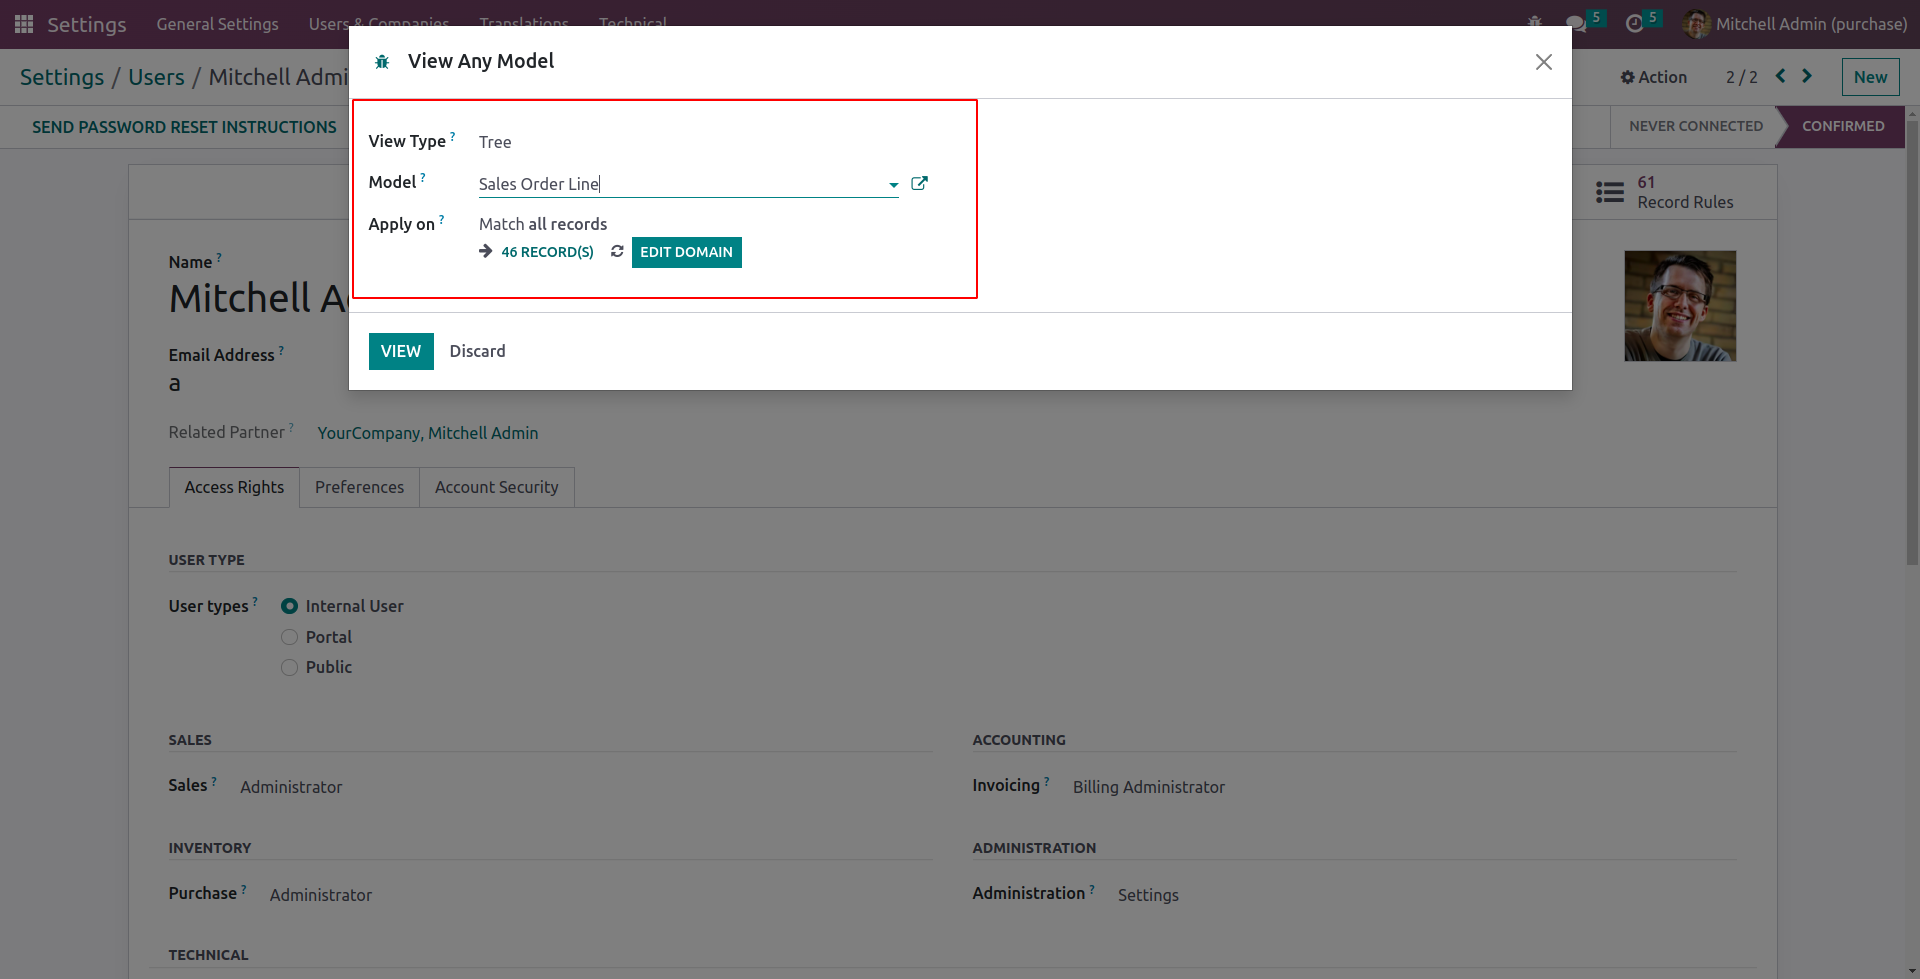 Settings General Settings Users & Companies Translations Technical 5 5 Mitchell Admin (purchase)
View Any Model
Settings / Users / Mitchell Admi Action 2 / 2 New
SEND PASSWORD RESET INSTRUCTIONS NEVER CONNECTED CONFIRMED
View Type ? Tree
Model ? Sales Order Line
61
Record Rules
Apply on ? Match all records
46 RECORD(S) EDIT DOMAIN
Name ?
Mitchell A
VIEW Discard
Email Address ?
a
Related Partner ? YourCompany, Mitchell Admin
Access Rights Preferences Account Security
USER TYPE
User types ? Internal User
Portal
Public
SALES ACCOUNTING
Sales ? Administrator Invoicing ? Billing Administrator
INVENTORY ADMINISTRATION
Purchase ? Administrator Administration ? Settings
TECHNICAL